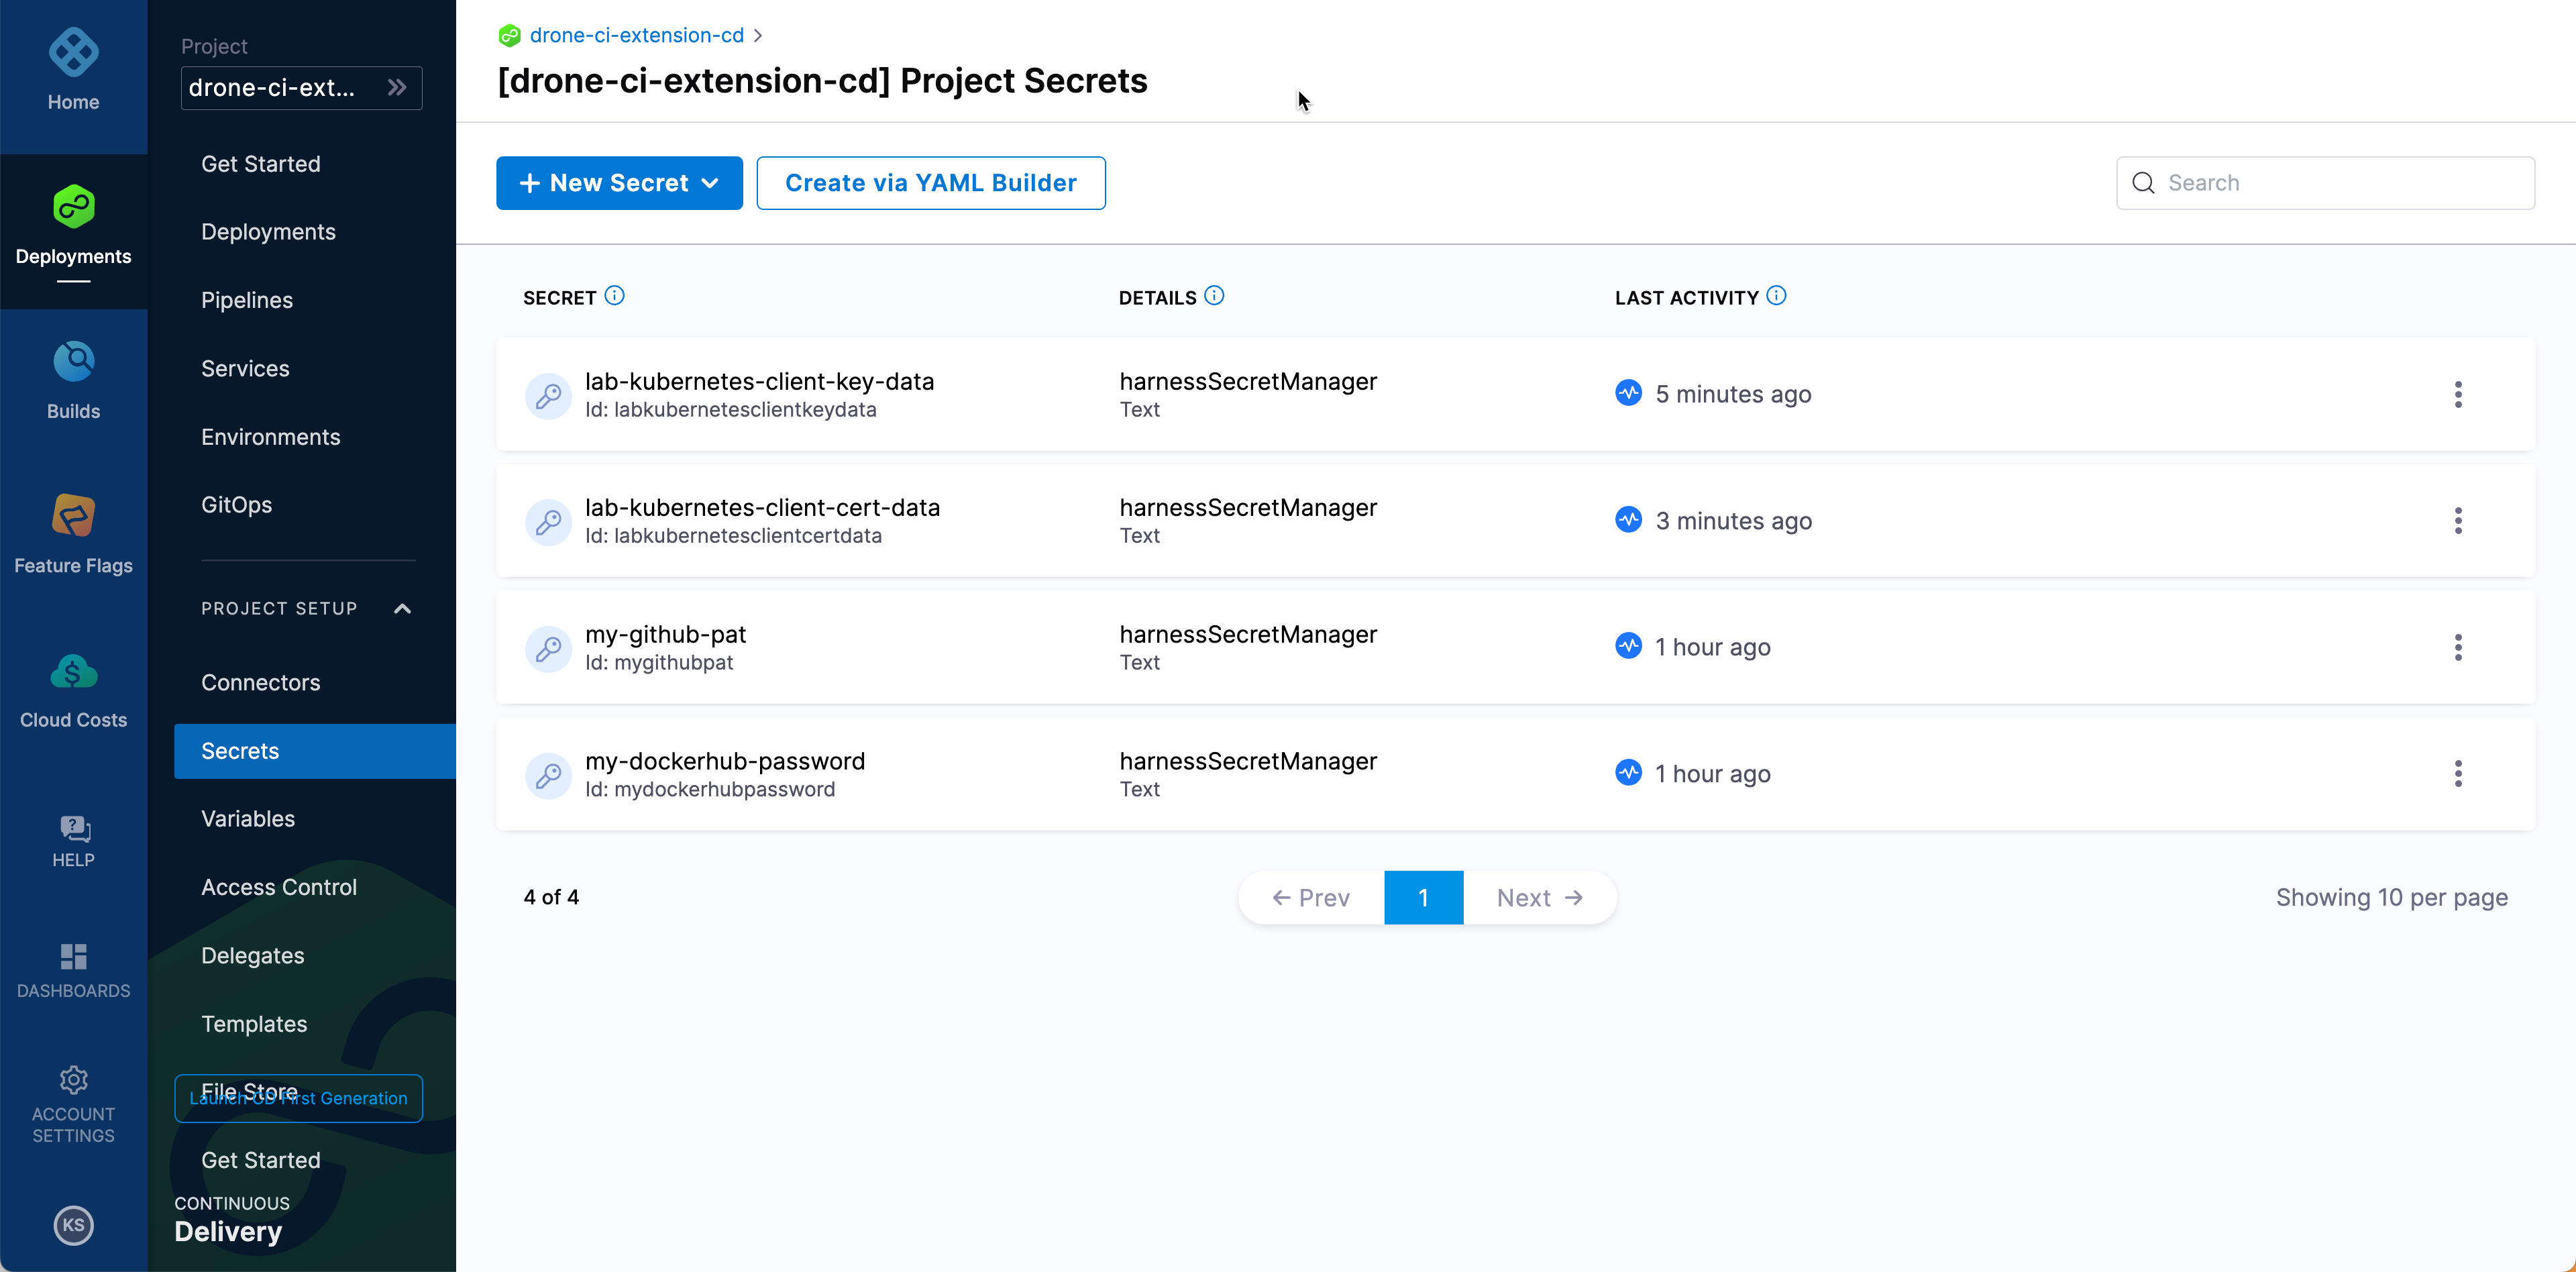 Home
Deployments
Builds
Feature Flags
Cloud Costs
HELP
DASHBOARDS
ACCOUNT
SETTINGS
KS
Project
drone-ci-ext...
Get Started
Deployments
Pipelines
Services
Environments
GitOps
PROJECT SETUP
Connectors
Secrets
Variables
Access Control
Delegates
Templates
File Store
Launch CD First Generation
Get Started
CONTINUOUS
Delivery
drone-ci-extension-cd
[drone-ci-extension-cd] Project Secrets
+ New Secret
Create via YAML Builder
Search
SECRET DETAILS LAST ACTIVITY
lab-kubernetes-client-key-data harnessSecretManager 5 minutes ago
Id: labkubernetesclientkeydata Text
lab-kubernetes-client-cert-data harnessSecretManager 3 minutes ago
Id: labkubernetesclientcertdata Text
my-github-pat harnessSecretManager 1 hour ago
Id: mygithubpat Text
my-dockerhub-password harnessSecretManager 1 hour ago
Id: mydockerhubpassword Text
4 of 4 ← Prev 1 Next → Showing 10 per page